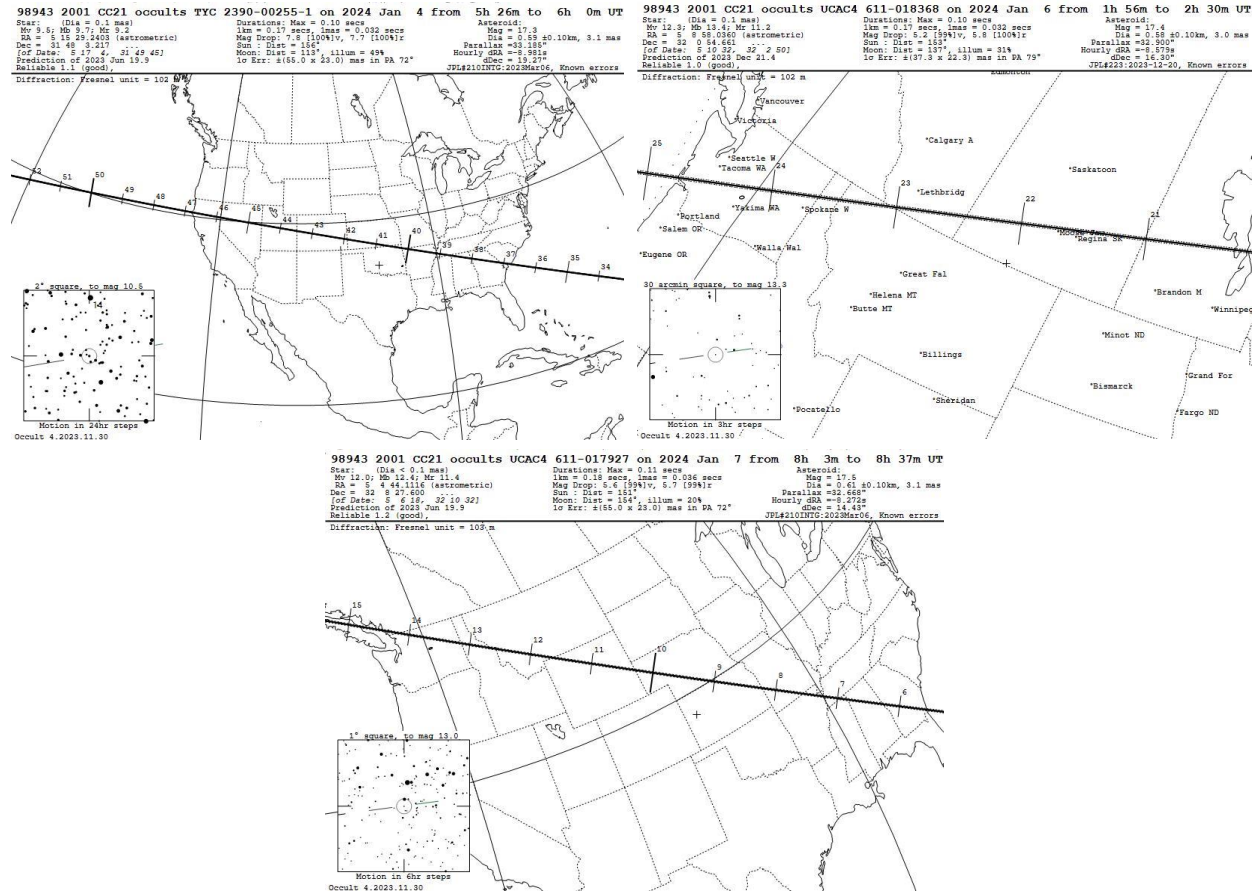 98943 2001 CC21 occults TYC 2390-00255-1 on 2024 Jan 4 from 5h 26m to 6h 0m UT
Star: (Dia = 0.1 mas)
Mv 9.5; Mb 9.7; Mr 9.2
RA = 5 15 29.2403 (astrometric)
Dec = 31 48 3.217 ...
[of Date: 5 17 4, 31 49 45]
Prediction of 2023 Jun 19.9
Reliable 1.1 (good),
Durations: Max = 0.10 secs
1km = 0.17 secs, 1mas = 0.032 secs
Mag Drop: 7.8 [100%]v, 7.7 [100%]r
Sun : Dist = 156°
Moon: Dist = 113°, illum = 49%
1σ Err: ±(55.0 x 23.0) mas in PA 72°
Asteroid:
Mag = 17.3
Dia = 0.59 ±0.10km, 3.1 mas
Parallax =33.185"
Hourly dRA =-8.981s
dDec = 19.27"
JPL#210INTG:2023Mar06, Known errors
Diffraction: Fresnel unit = 102 m
52
51
50
49
48
47
46
45
44
43
42
41
40
39
38
37
36
35
34
2° square, to mag 10.5
Motion in 24hr steps
Occult 4.2023.11.30
98943 2001 CC21 occults UCAC4 611-018368 on 2024 Jan 6 from 1h 56m to 2h 30m UT
Star: (Dia = 0.1 mas)
Mv 12.3; Mb 13.4; Mr 11.2
RA = 5 8 58.0360 (astrometric)
Dec = 32 0 54.661 ...
[of Date: 5 10 32, 32 2 50]
Prediction of 2023 Dec 21.4
Reliable 1.0 (good),
Durations: Max = 0.10 secs
1km = 0.17 secs, 1mas = 0.033 secs
Mag Drop: 5.2 [99%]v, 5.8 [100%]r
Sun : Dist = 153°
Moon: Dist = 137°, illum = 31%
1σ Err: ±(37.3 x 22.3) mas in PA 79°
Asteroid:
Mag = 17.4
Dia = 0.58 ±0.10km, 3.0 mas
Parallax =32.900"
Hourly dRA =-8.579s
dDec = 16.30"
JPL#223:2023-12-20, Known errors
Diffraction: Fresnel unit = 102 m
Edmonton
Vancouver
Victoria
Calgary A
25
Seattle W
Tacoma WA
24
Saskatoon
23
Lethbridg
22
Yakima WA
Spokane W
Portland
21
Salem OR
Regina SK
Walla Wal
Eugene OR
Great Fal
Helena MT
Brandon M
Butte MT
Winnipeg
Minot ND
Billings
Grand For
Bismarck
Sheridan
Pocatello
Fargo ND
30 arcmin square, to mag 13.3
Motion in 3hr steps
Occult 4.2023.11.30
98943 2001 CC21 occults UCAC4 611-017927 on 2024 Jan 7 from 8h 3m to 8h 37m UT
Star: (Dia < 0.1 mas)
Mv 12.0; Mb 12.4; Mr 11.4
RA = 5 4 44.1116 (astrometric)
Dec = 32 8 27.600 ...
[of Date: 5 6 18, 32 10 32]
Prediction of 2023 Jun 19.9
Reliable 1.2 (good),
Durations: Max = 0.11 secs
1km = 0.18 secs, 1mas = 0.036 secs
Mag Drop: 5.6 [99%]v, 5.7 [99%]r
Sun : Dist = 151°
Moon: Dist = 154°, illum = 20%
1σ Err: ±(55.0 x 23.0) mas in PA 72°
Asteroid:
Mag = 17.5
Dia = 0.61 ±0.10km, 3.1 mas
Parallax =32.668"
Hourly dRA =-8.272s
dDec = 14.43"
JPL#210INTG:2023Mar06, Known errors
Diffraction: Fresnel unit = 103 m
15
14
13
12
11
10
9
8
7
6
1° square, to mag 13.0
Motion in 6hr steps
Occult 4.2023.11.30